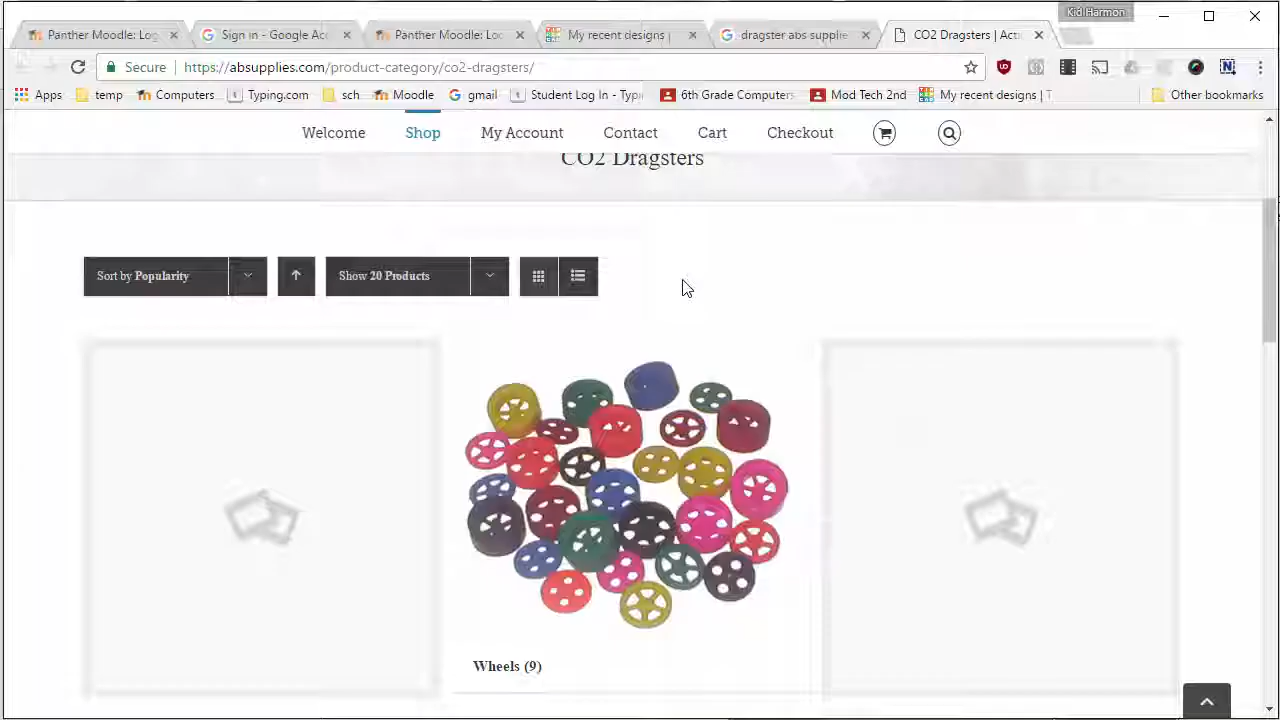 Kid Harmon
Panther Moodle: Log
Sign in - Google Acc
Panther Moodle: Loc
My recent designs |
dragster abs supplie
CO2 Dragsters | Acti
Secure
https://absupplies.com/product-category/co2-dragsters/
Apps
temp
Computers
Typing.com
sch
Moodle
gmail
Student Log In - Typi
6th Grade Computers
Mod Tech 2nd
My recent designs | T
Other bookmarks
Welcome
Shop
My Account
Contact
Cart
Checkout
CO2 Dragsters
Sort by Popularity
Show 20 Products
Wheels (9)